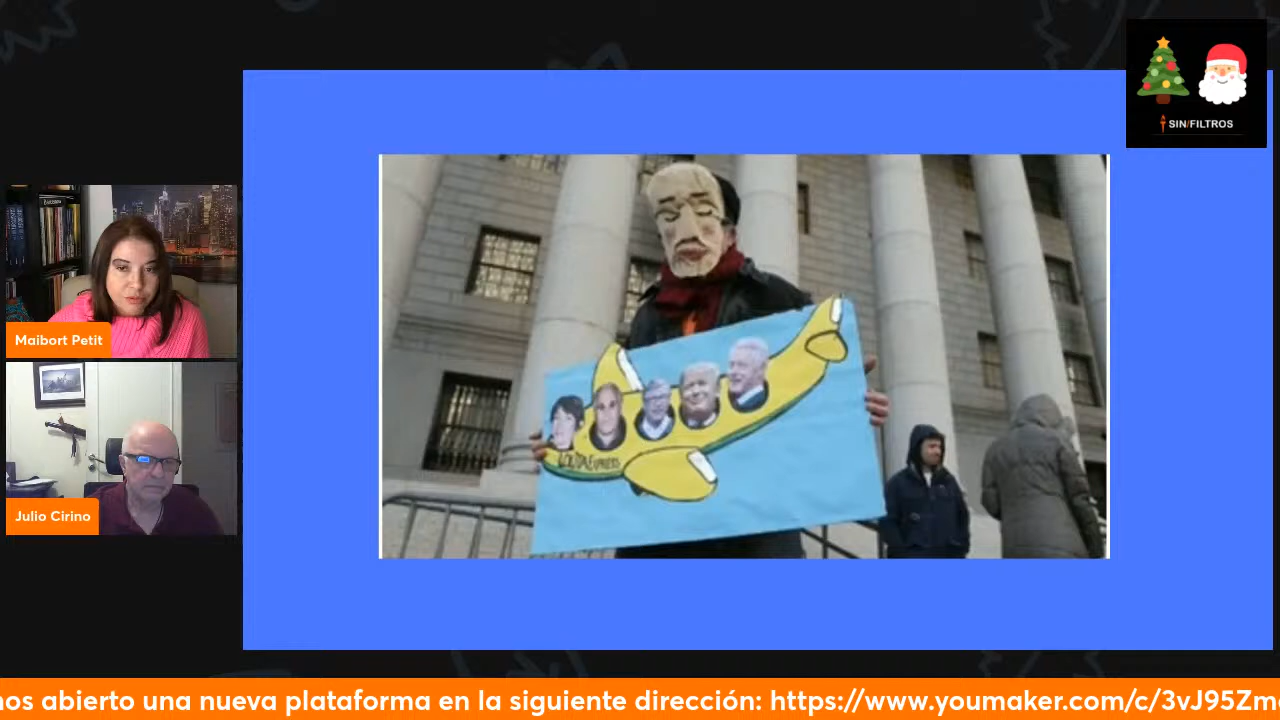 SIN/FILTROS
Maibort Petit
Julio Cirino
LOLITA EXPRESS
nos abierto una nueva plataforma en la siguiente dirección: https://www.youmaker.com/c/3vJ95Zm